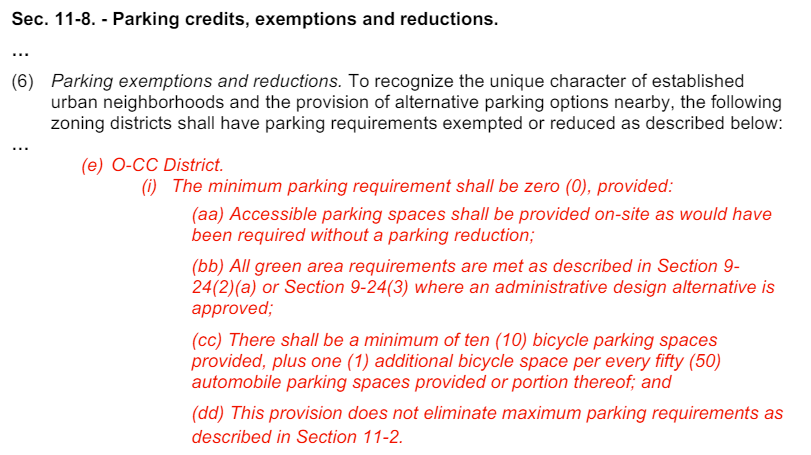 Sec. 11-8. - Parking credits, exemptions and reductions.
...
(6) Parking exemptions and reductions. To recognize the unique character of established
urban neighborhoods and the provision of alternative parking options nearby, the following
zoning districts shall have parking requirements exempted or reduced as described below:
...
(e) O-CC District.
(i) The minimum parking requirement shall be zero (0), provided:
(aa) Accessible parking spaces shall be provided on-site as would have
been required without a parking reduction;
(bb) All green area requirements are met as described in Section 9-
24(2)(a) or Section 9-24(3) where an administrative design alternative is
approved;
(cc) There shall be a minimum of ten (10) bicycle parking spaces
provided, plus one (1) additional bicycle space per every fifty (50)
automobile parking spaces provided or portion thereof; and
(dd) This provision does not eliminate maximum parking requirements as
described in Section 11-2.